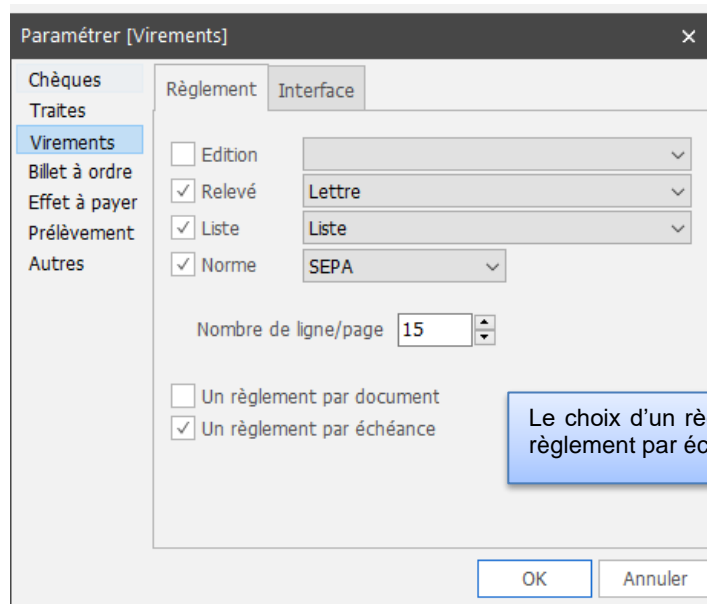 Paramétrer [Virements]
Chèques
Traites
Virements
Billet à ordre
Effet à payer
Prélèvement
Autres
Règlement Interface
Edition
Relevé Lettre
Liste Liste
Norme SEPA
Nombre de ligne/page 15
Un règlement par document
Un règlement par échéance
Le choix d'un rè
règlement par éc
OK Annuler